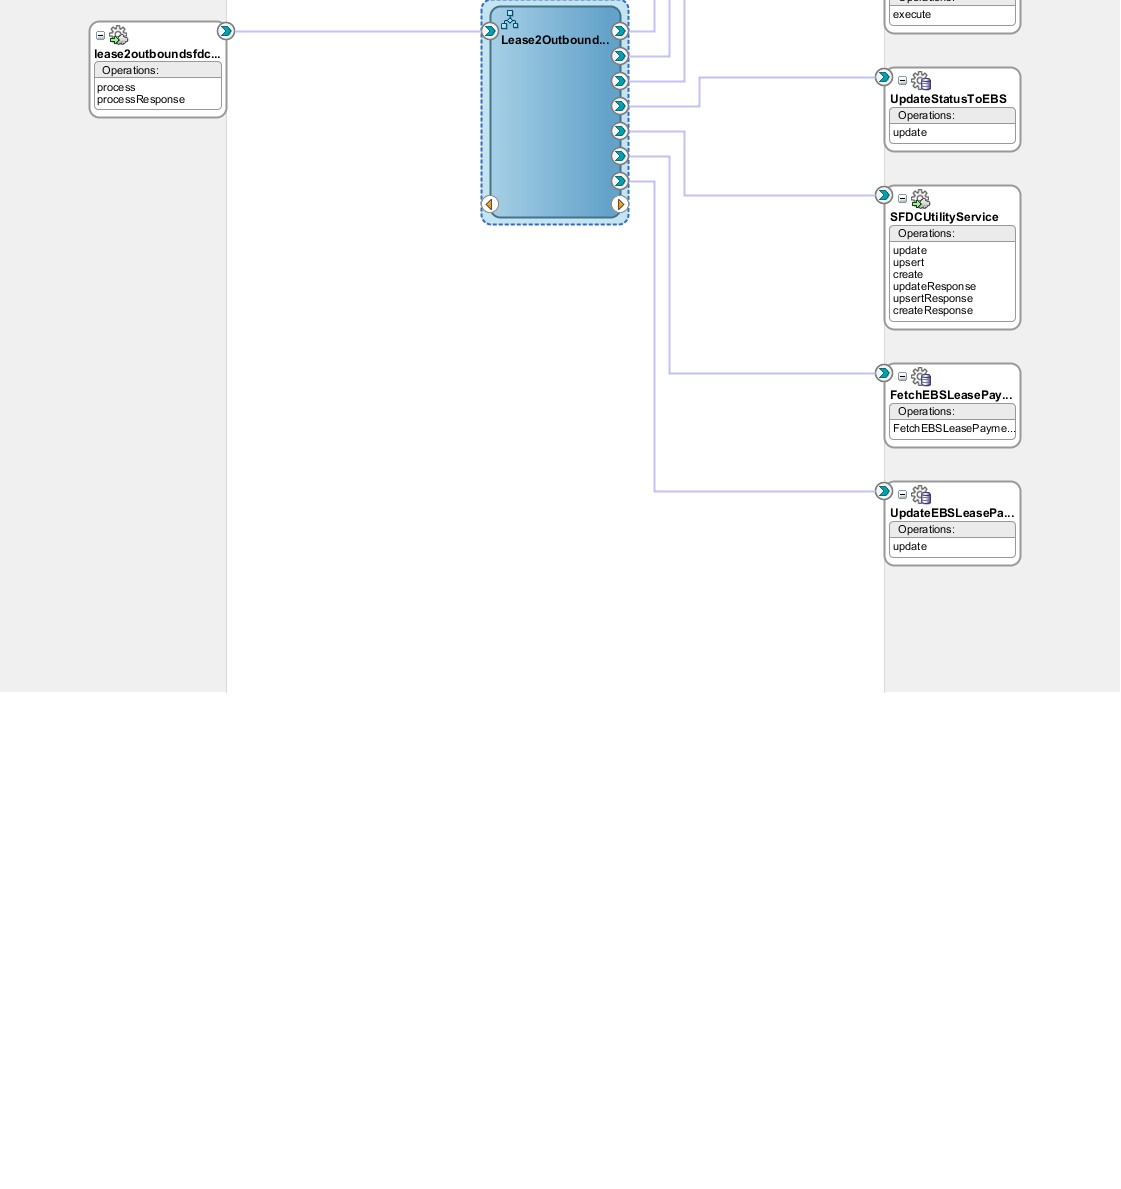 Operations:
execute
lease2outboundsfdc...
Operations:
process
processResponse
Lease2Outbound...
UpdateStatusToEBS
Operations:
update
SFDCUtilityService
Operations:
update
upsert
create
updateResponse
upsertResponse
createResponse
FetchEBSLeasePay...
Operations:
FetchEBSLeasePayme...
UpdateEBSLeasePa...
Operations:
update